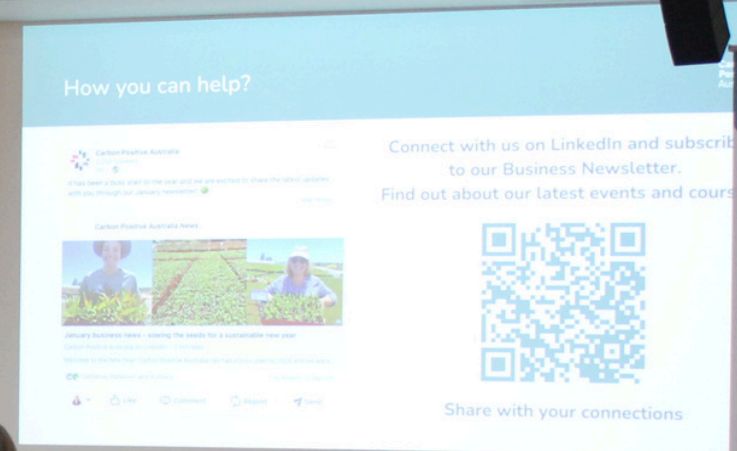 How you can help?
Carbon Positive Australia
It has been a busy start to the year and we are excited to share the latest updates
with you through our January newsletter.
Carbon Positive Australia News
January business news - sowing the seeds for a sustainable new year
Like
Comment
Repost
Send
Connect with us on LinkedIn and subscrib
to our Business Newsletter.
Find out about our latest events and cours
Share with your connections